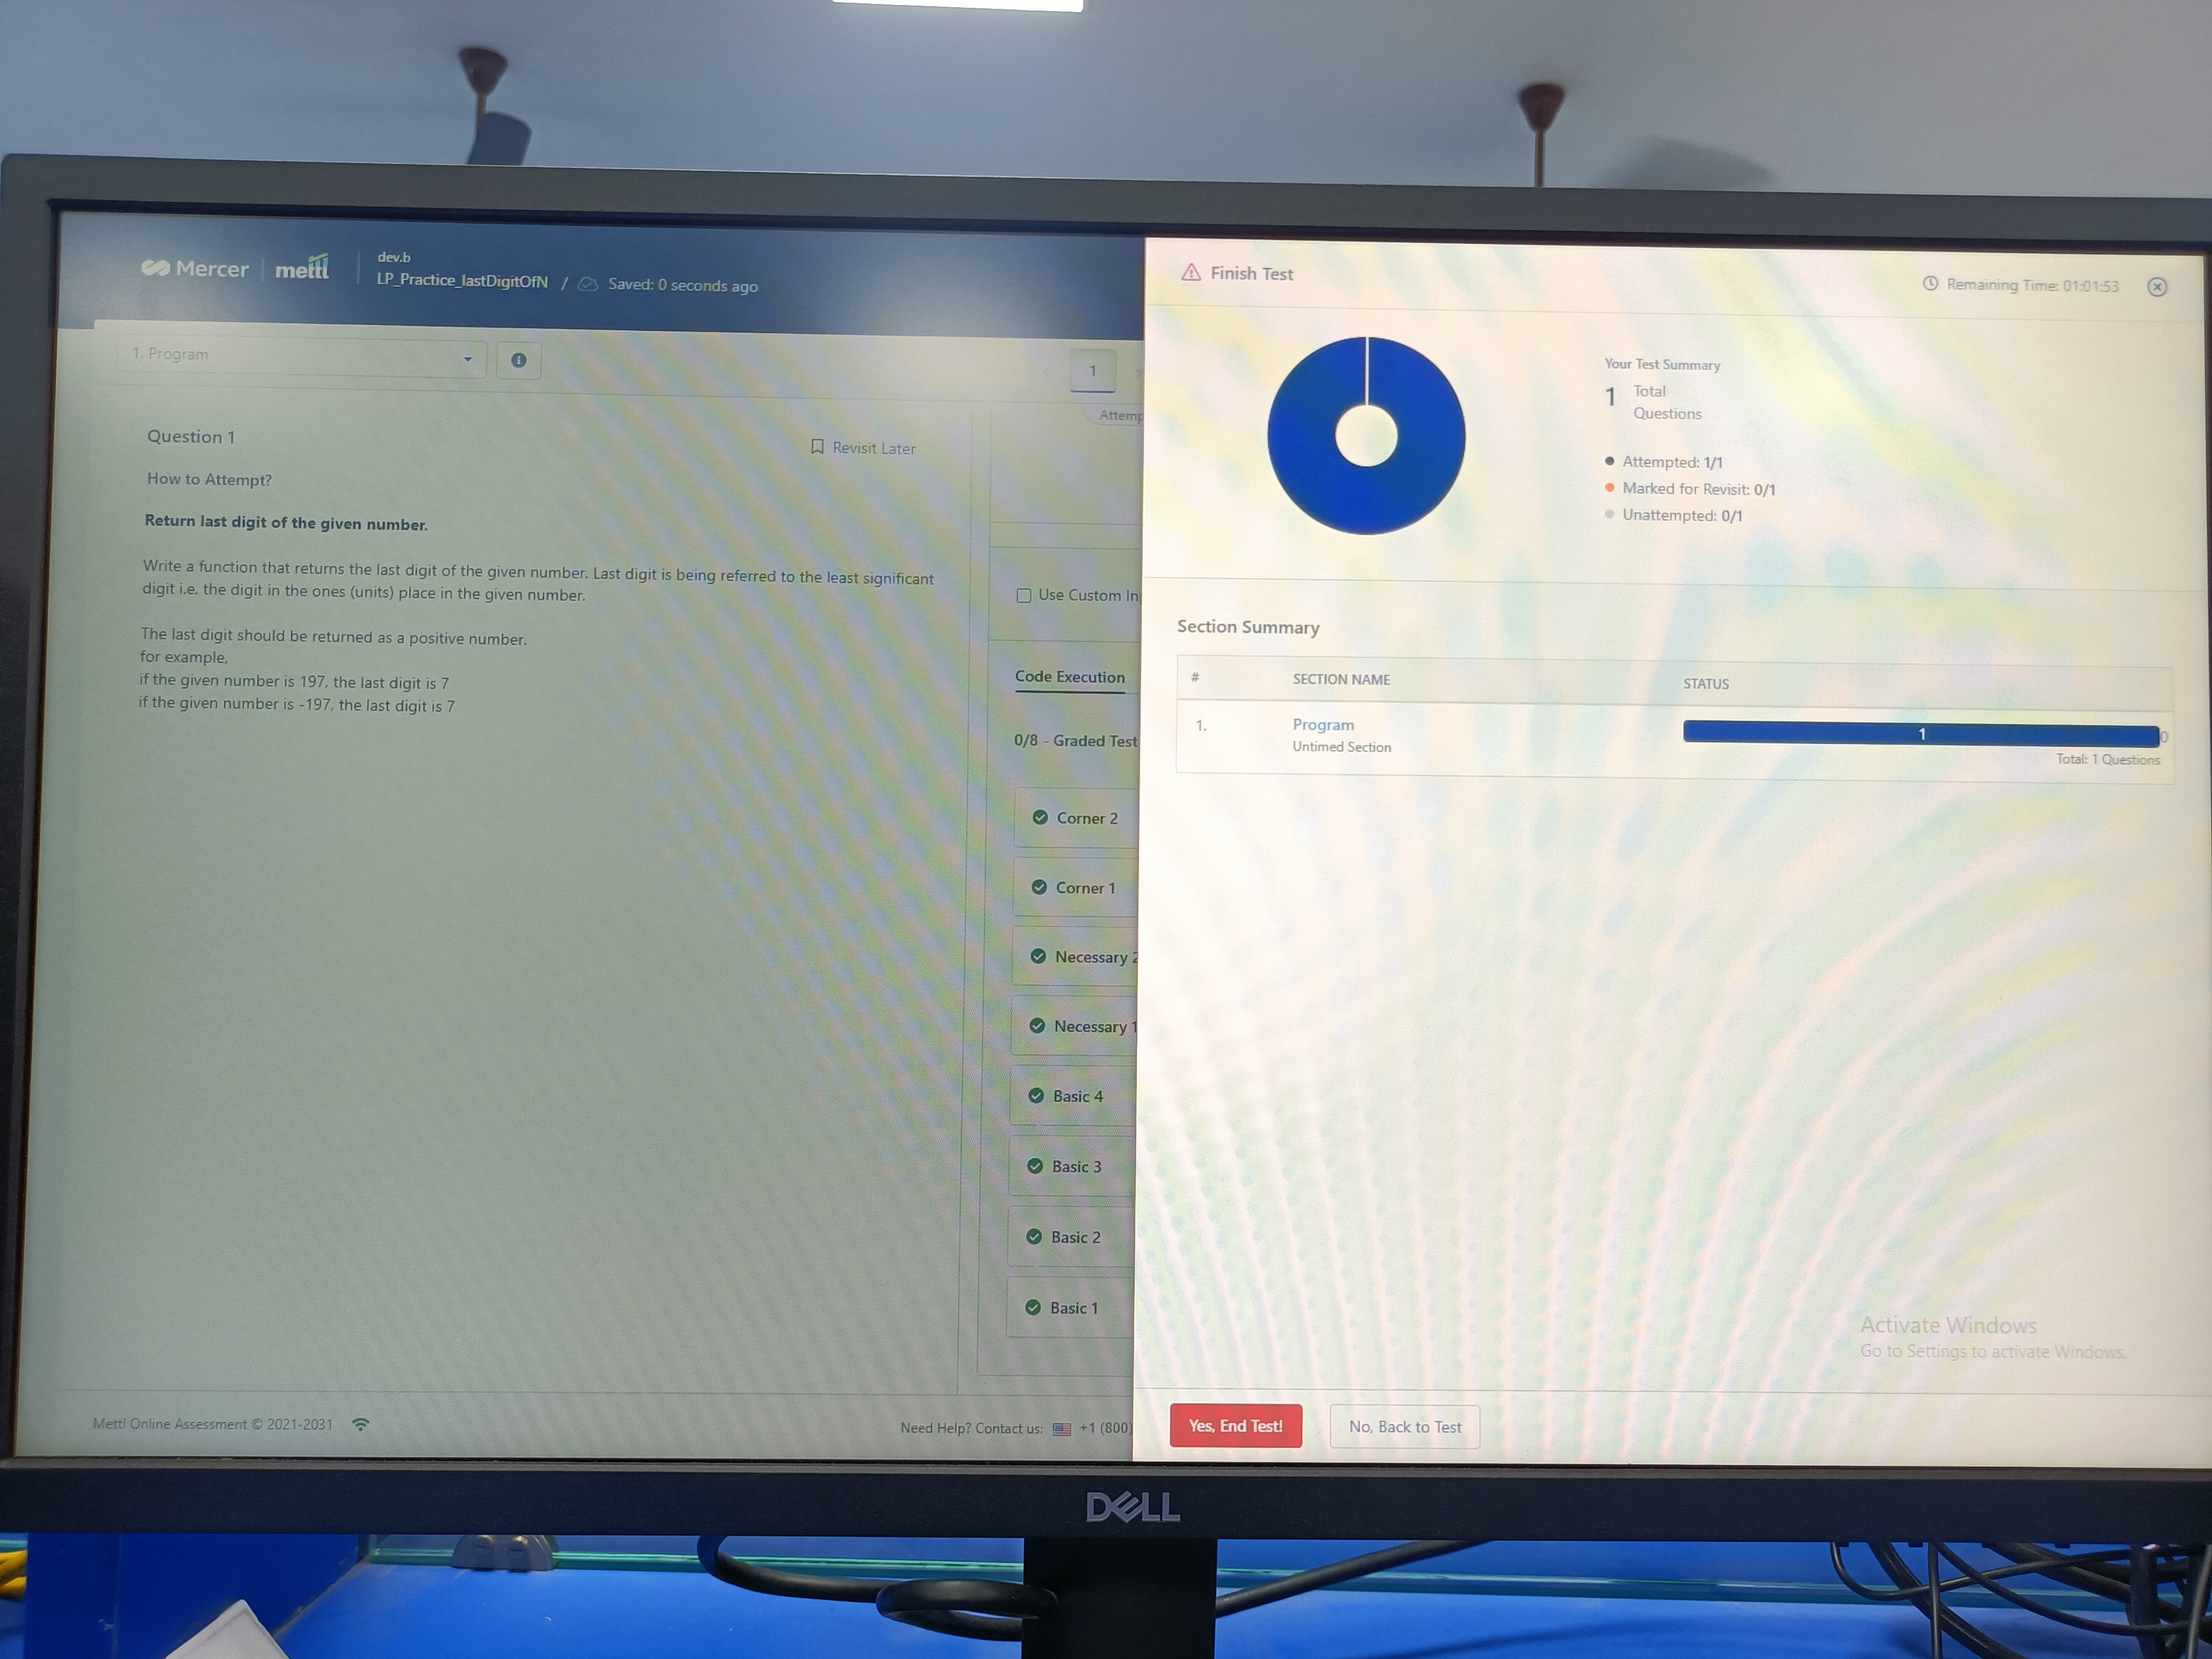 Mercer | mettl
dev.b
LP_Practice_lastDigitOfN / Saved: 0 seconds ago
1. Program
1
Attemp
Question 1
Revisit Later
How to Attempt?
Return last digit of the given number.
Write a function that returns the last digit of the given number. Last digit is being referred to the least significant
digit i.e. the digit in the ones (units) place in the given number.
The last digit should be returned as a positive number.
for example,
if the given number is 197, the last digit is 7
if the given number is -197, the last digit is 7
Use Custom In
Code Execution
0/8 - Graded Test
Corner 2
Corner 1
Necessary 2
Necessary 1
Basic 4
Basic 3
Basic 2
Basic 1
Mettl Online Assessment © 2021-2031
Need Help? Contact us: +1 (800)
Finish Test
Remaining Time: 01:01:53
Your Test Summary
1 Total
Questions
Attempted: 1/1
Marked for Revisit: 0/1
Unattempted: 0/1
Section Summary
# SECTION NAME STATUS
1. Program 1 0
Untimed Section
Total: 1 Questions
Activate Windows
Go to Settings to activate Windows.
Yes, End Test!
No, Back to Test
DELL